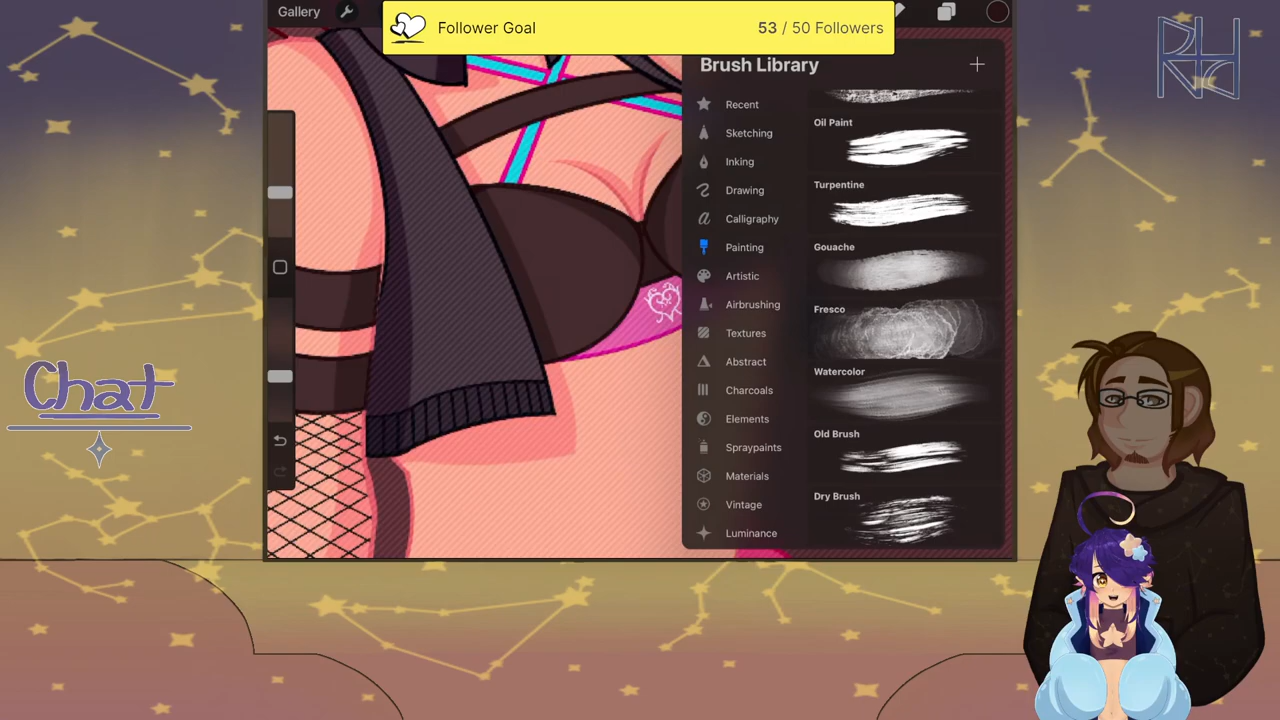 Gallery
Follower Goal
53 / 50 Followers
Brush Library
Recent
Sketching
Inking
Drawing
Calligraphy
Painting
Artistic
Airbrushing
Textures
Abstract
Charcoals
Elements
Spraypaints
Materials
Vintage
Luminance
Oil Paint
Turpentine
Gouache
Fresco
Watercolor
Old Brush
Dry Brush
Chat